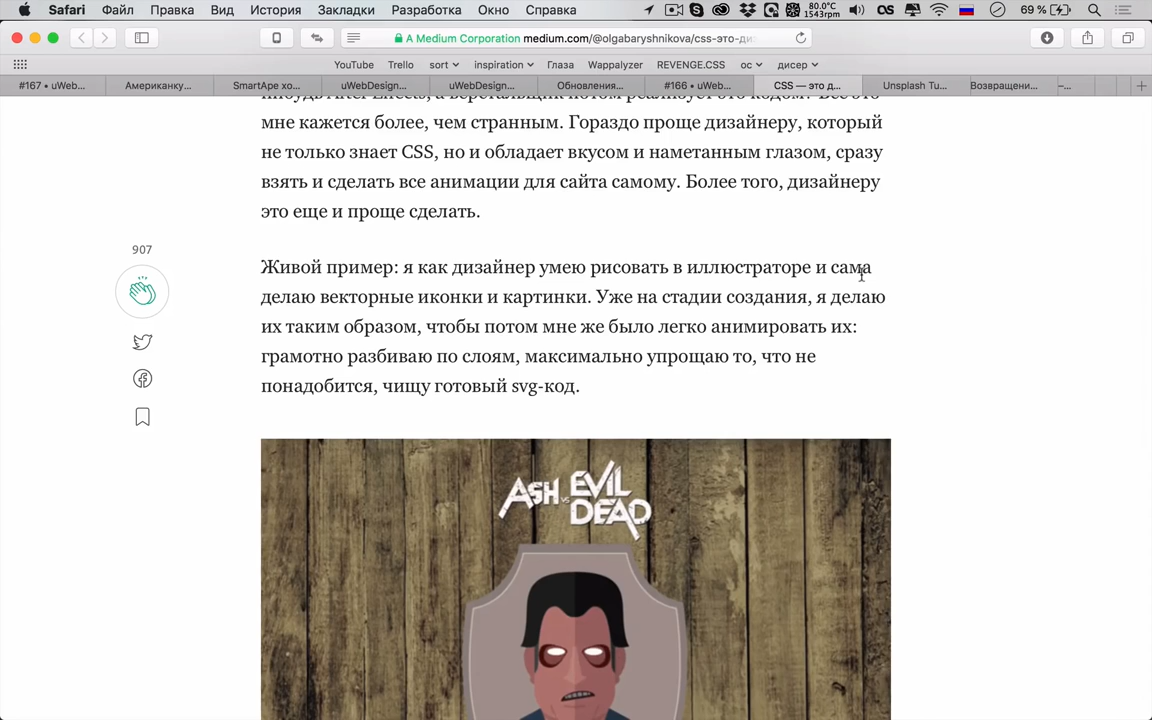 Safari Файл Правка Вид История Закладки Разработка Окно Справка 80.0°C 1543rpm 69 %
A Medium Corporation medium.com/@olgabaryshnikova/css-это-ди
YouTube Trello sort inspiration Глаза Wappalyzer REVENGE.CSS ос дисер
#167 • uWeb... Американку... SmartApe хо... uWebDesign... uWebDesign... Обновления... #166 • uWeb... CSS — это д... Unsplash Tu... Возвращени...
мне кажется более, чем странным. Гораздо проще дизайнеру, который
не только знает CSS, но и обладает вкусом и наметанным глазом, сразу
взять и сделать все анимации для сайта самому. Более того, дизайнеру
это еще и проще сделать.
907
Живой пример: я как дизайнер умею рисовать в иллюстраторе и сама
делаю векторные иконки и картинки. Уже на стадии создания, я делаю
их таким образом, чтобы потом мне же было легко анимировать их:
грамотно разбиваю по слоям, максимально упрощаю то, что не
понадобится, чищу готовый svg-код.
ASH VS EVIL
DEAD